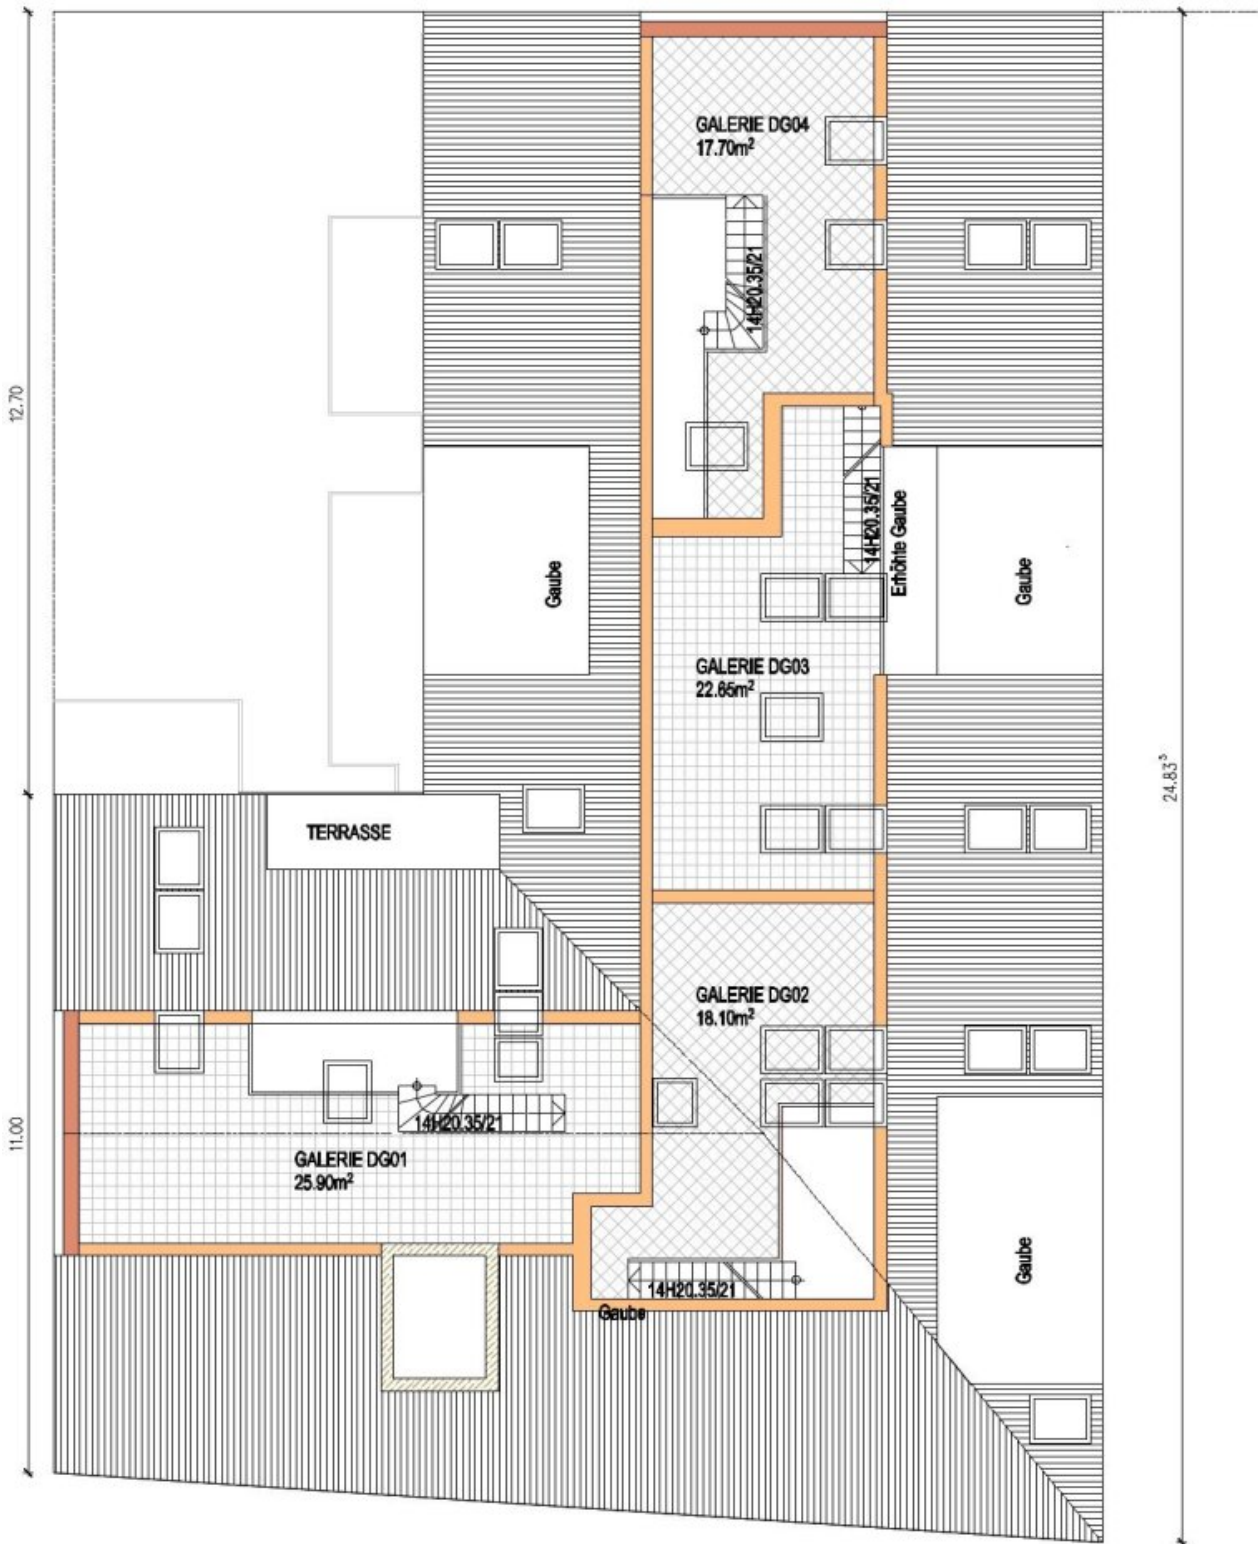 GALERIE DG04
17.70m²
14H20.35/21
12.70
14H20.35/21
Erhöhte Gaube
Gaube
Gaube
GALERIE DG03
22.65m²
24.83⁵
TERRASSE
GALERIE DG02
18.10m²
11.00
14H20.35/21
GALERIE DG01
25.90m²
Gaube
14H20.35/21
Gaube